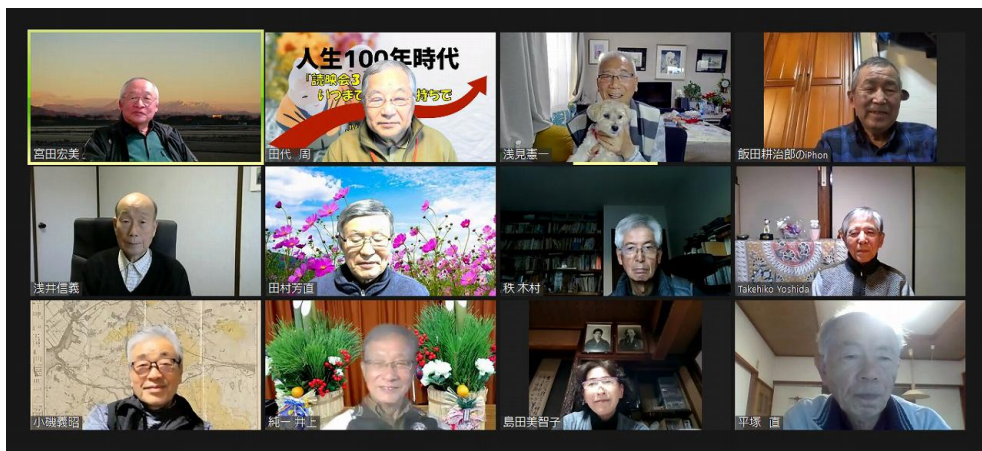 宮田宏美
人生100年時代
「読映会3
いつまで
持ちで
田代 周
浅見憲一
飯田耕治郎のiPhon
浅井信義
田村芳直
秩 木村
Takehiko Yoshida
小磯義昭
純一 井上
島田美智子
平塚 直